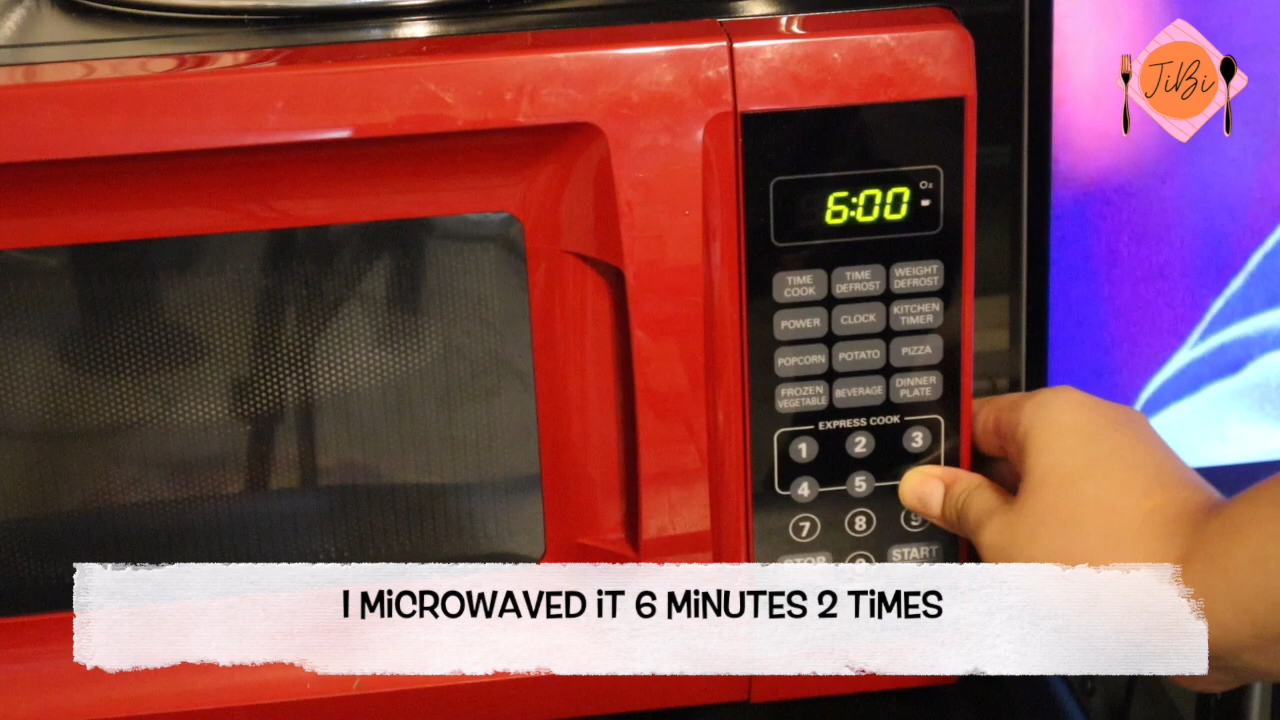 JiBi
6:00
Oz
TIME COOK
TIME DEFROST
WEIGHT DEFROST
POWER
CLOCK
KITCHEN TIMER
POPCORN
POTATO
PIZZA
FROZEN VEGETABLE
BEVERAGE
DINNER PLATE
EXPRESS COOK
1 2 3
4 5
7 8 9
STOP
START
I MiCROWAVED iT 6 MiNUTES 2 TiMES